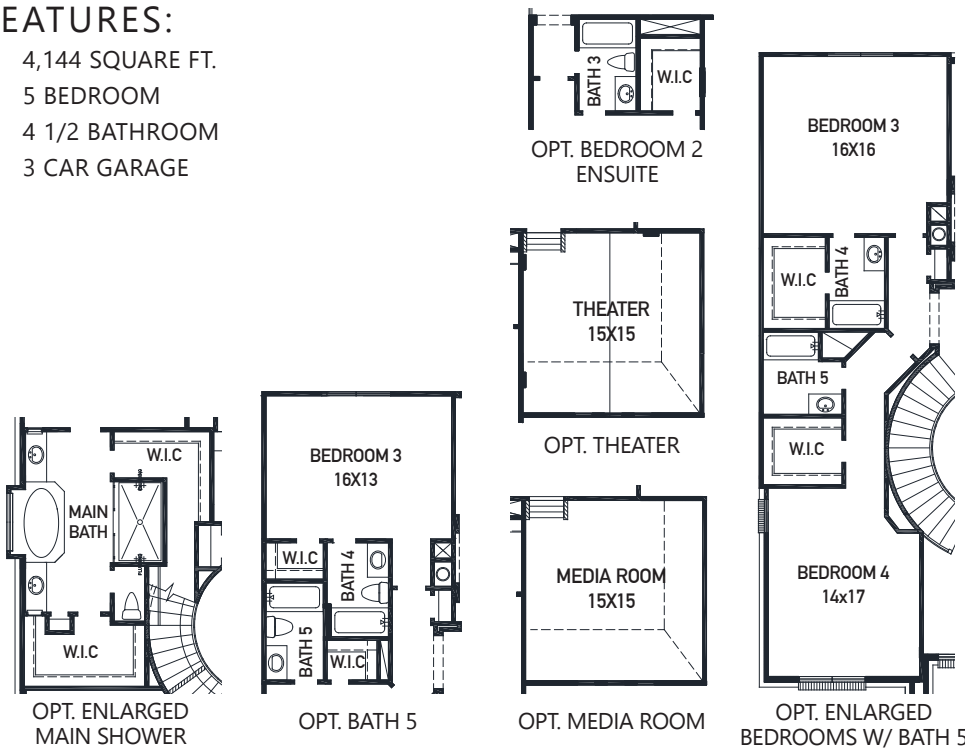 EATURES:
4,144 SQUARE FT.
5 BEDROOM
4 1/2 BATHROOM
3 CAR GARAGE
BATH 3
W.I.C
OPT. BEDROOM 2
ENSUITE
THEATER
15X15
OPT. THEATER
MEDIA ROOM
15X15
OPT. MEDIA ROOM
BEDROOM 3
16X16
W.I.C
BATH 4
BATH 5
W.I.C
BEDROOM 4
14x17
OPT. ENLARGED
BEDROOMS W/ BATH 5
W.I.C
MAIN
BATH
W.I.C
OPT. ENLARGED
MAIN SHOWER
BEDROOM 3
16X13
W.I.C
BATH 4
BATH 5
W.I.C
OPT. BATH 5